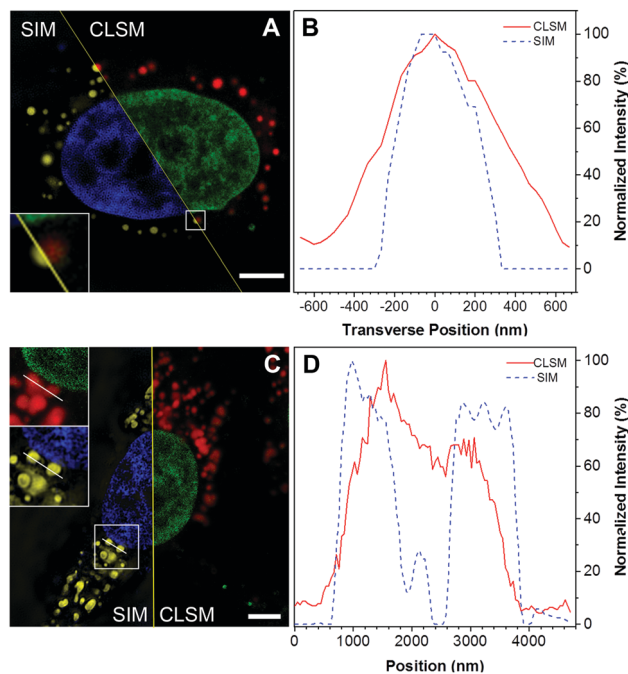 SIM CLSM
A
B
CLSM
SIM
100
80
60
40
20
0
Normalized Intensity (%)
-600 -400 -200 0 200 400 600
Transverse Position (nm)
C
SIM CLSM
D
CLSM
SIM
100
80
60
40
20
0
Normalized Intensity (%)
0 1000 2000 3000 4000
Position (nm)